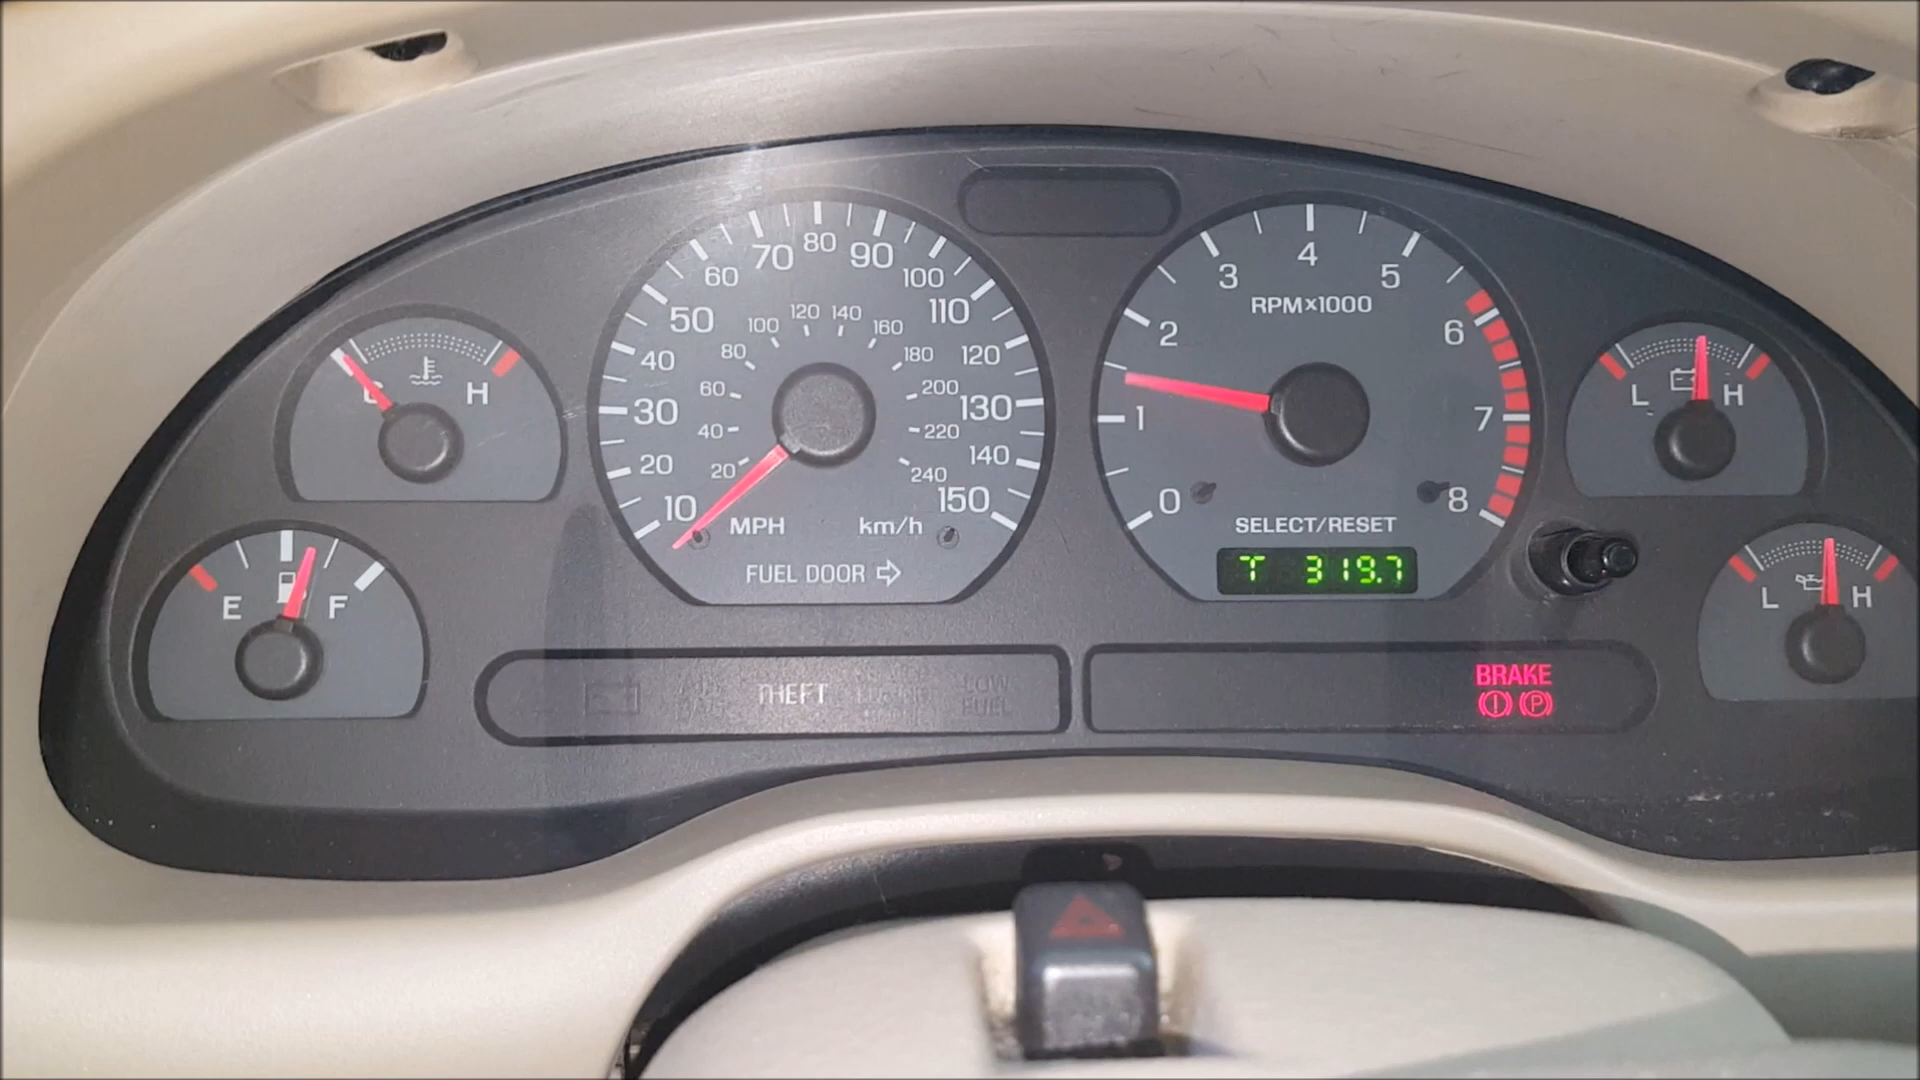 10 20 30 40 50 60 70 80 90 100 110 120 130 140 150
20 40 60 80 100 120 140 160 180 200 220 240
MPH km/h
FUEL DOOR
0 1 2 3 4 5 6 7 8
RPM×1000
SELECT/RESET
T 319.7
C H
E F
L H
L H
THEFT
LOW
FUEL
BRAKE
(!) (P)